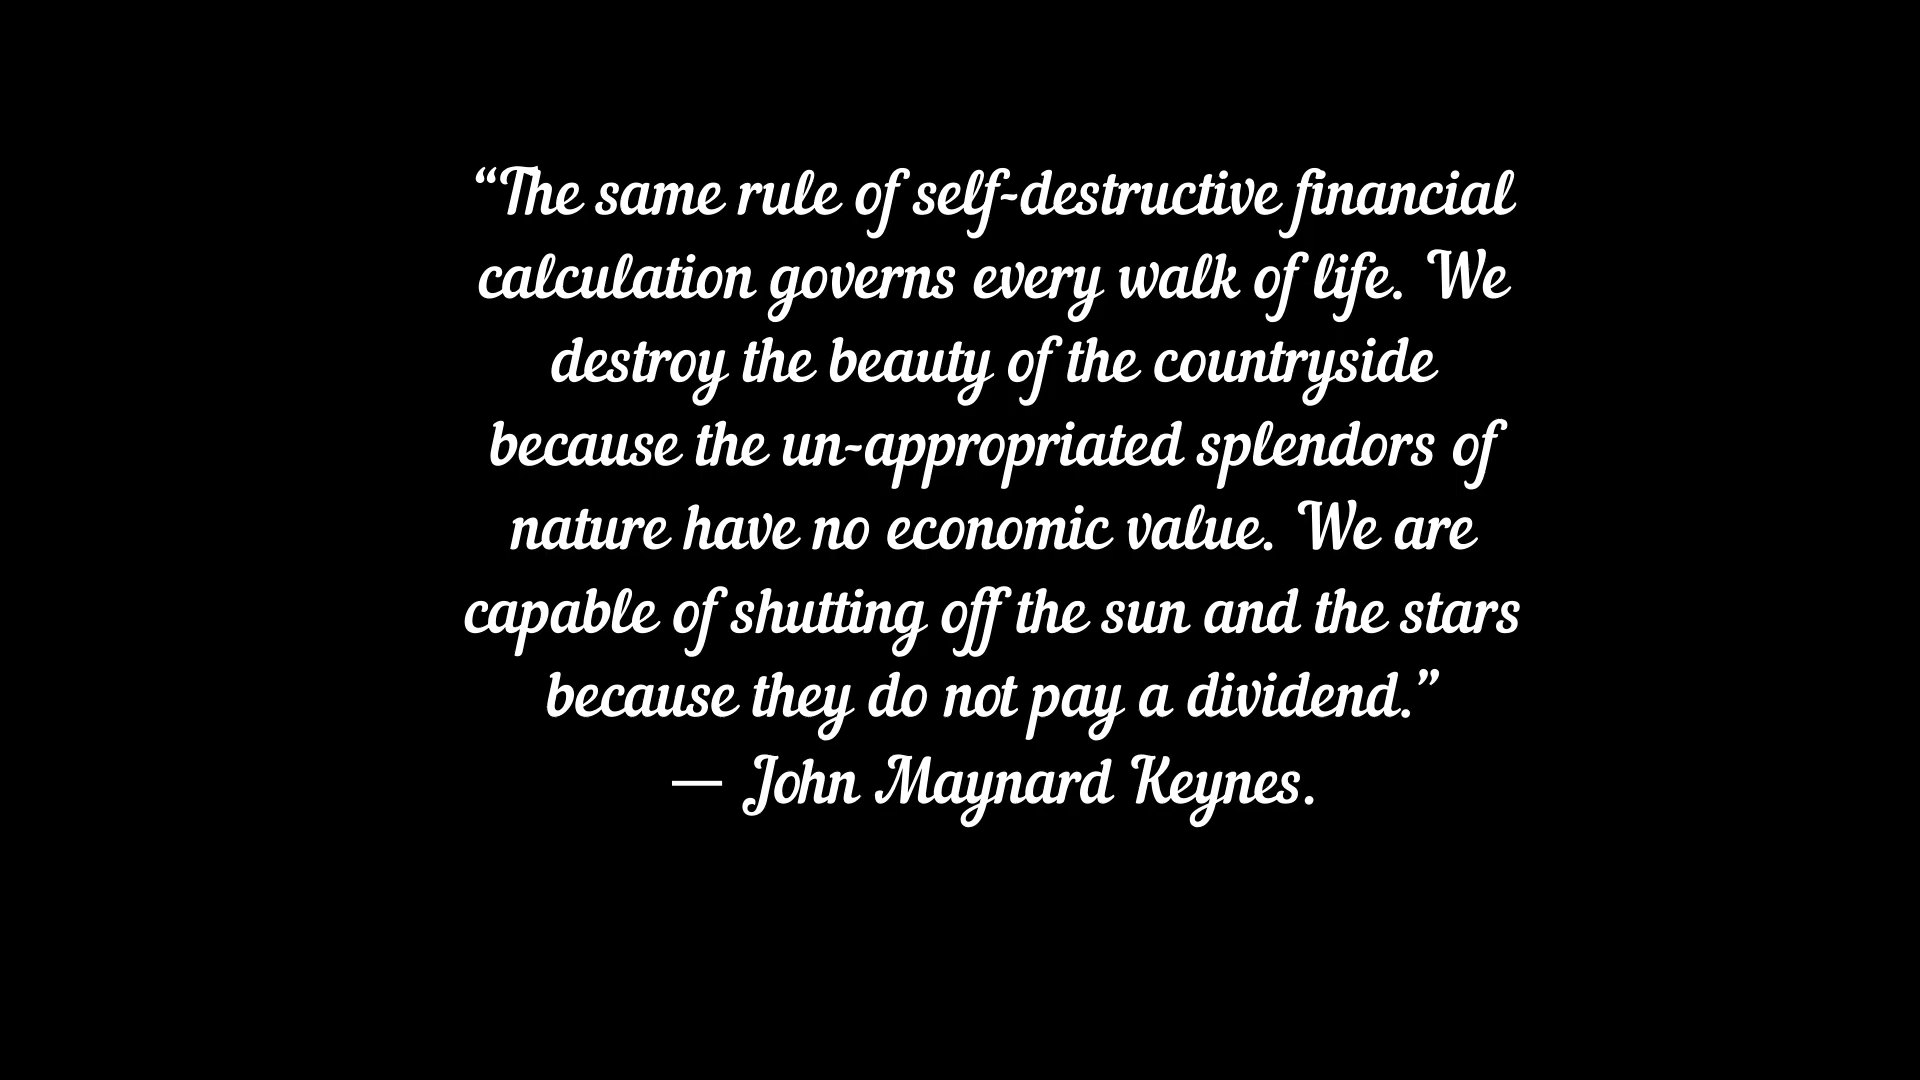 “The same rule of self-destructive financial
calculation governs every walk of life. We
destroy the beauty of the countryside
because the un-appropriated splendors of
nature have no economic value. We are
capable of shutting off the sun and the stars
because they do not pay a dividend.”
— John Maynard Keynes.